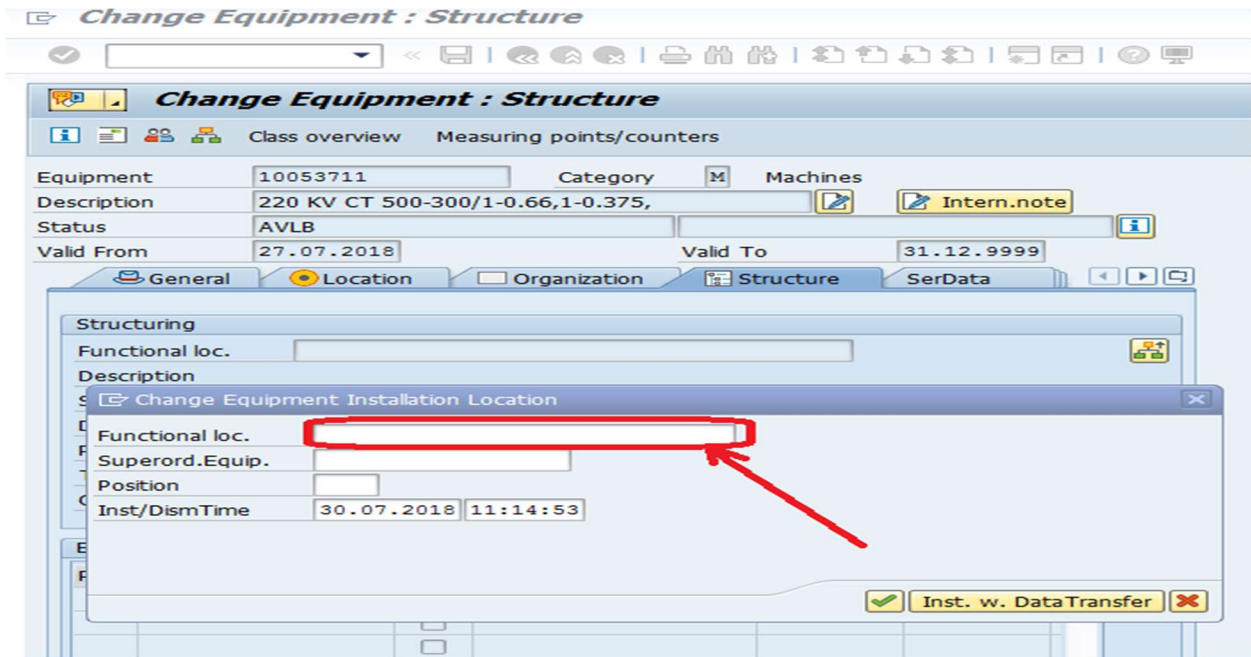 Change Equipment : Structure
Change Equipment : Structure
Class overview Measuring points/counters
Equipment 10053711 Category M Machines
Description 220 KV CT 500-300/1-0.66,1-0.375, Intern.note
Status AVLB
Valid From 27.07.2018 Valid To 31.12.9999
General Location Organization Structure SerData
Structuring
Functional loc.
Description
Change Equipment Installation Location
Functional loc.
Superord.Equip.
Position
Inst/DismTime 30.07.2018 11:14:53
Inst. w. DataTransfer